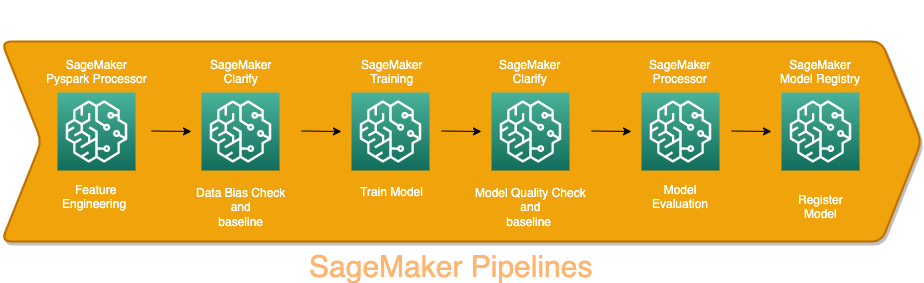 SageMaker
Pyspark Processor
SageMaker
Clarify
SageMaker
Training
SageMaker
Clarify
SageMaker
Processor
SageMaker
Model Registry
Feature
Engineering
Data Bias Check
and
baseline
Train Model
Model Quality Check
and
baseline
Model
Evaluation
Register
Model
SageMaker Pipelines